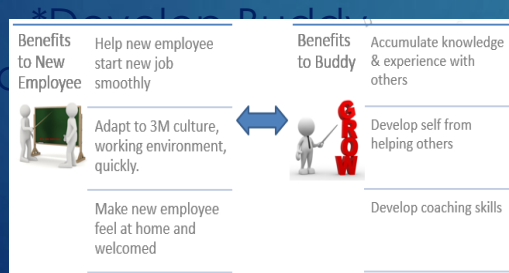 *Develop Buddy
Benefits
to New
Employee
Help new employee
start new job
smoothly
Adapt to 3M culture,
working environment,
quickly.
Make new employee
feel at home and
welcomed
Benefits
to Buddy
Accumulate knowledge
& experience with
others
GROW
Develop self from
helping others
Develop coaching skills